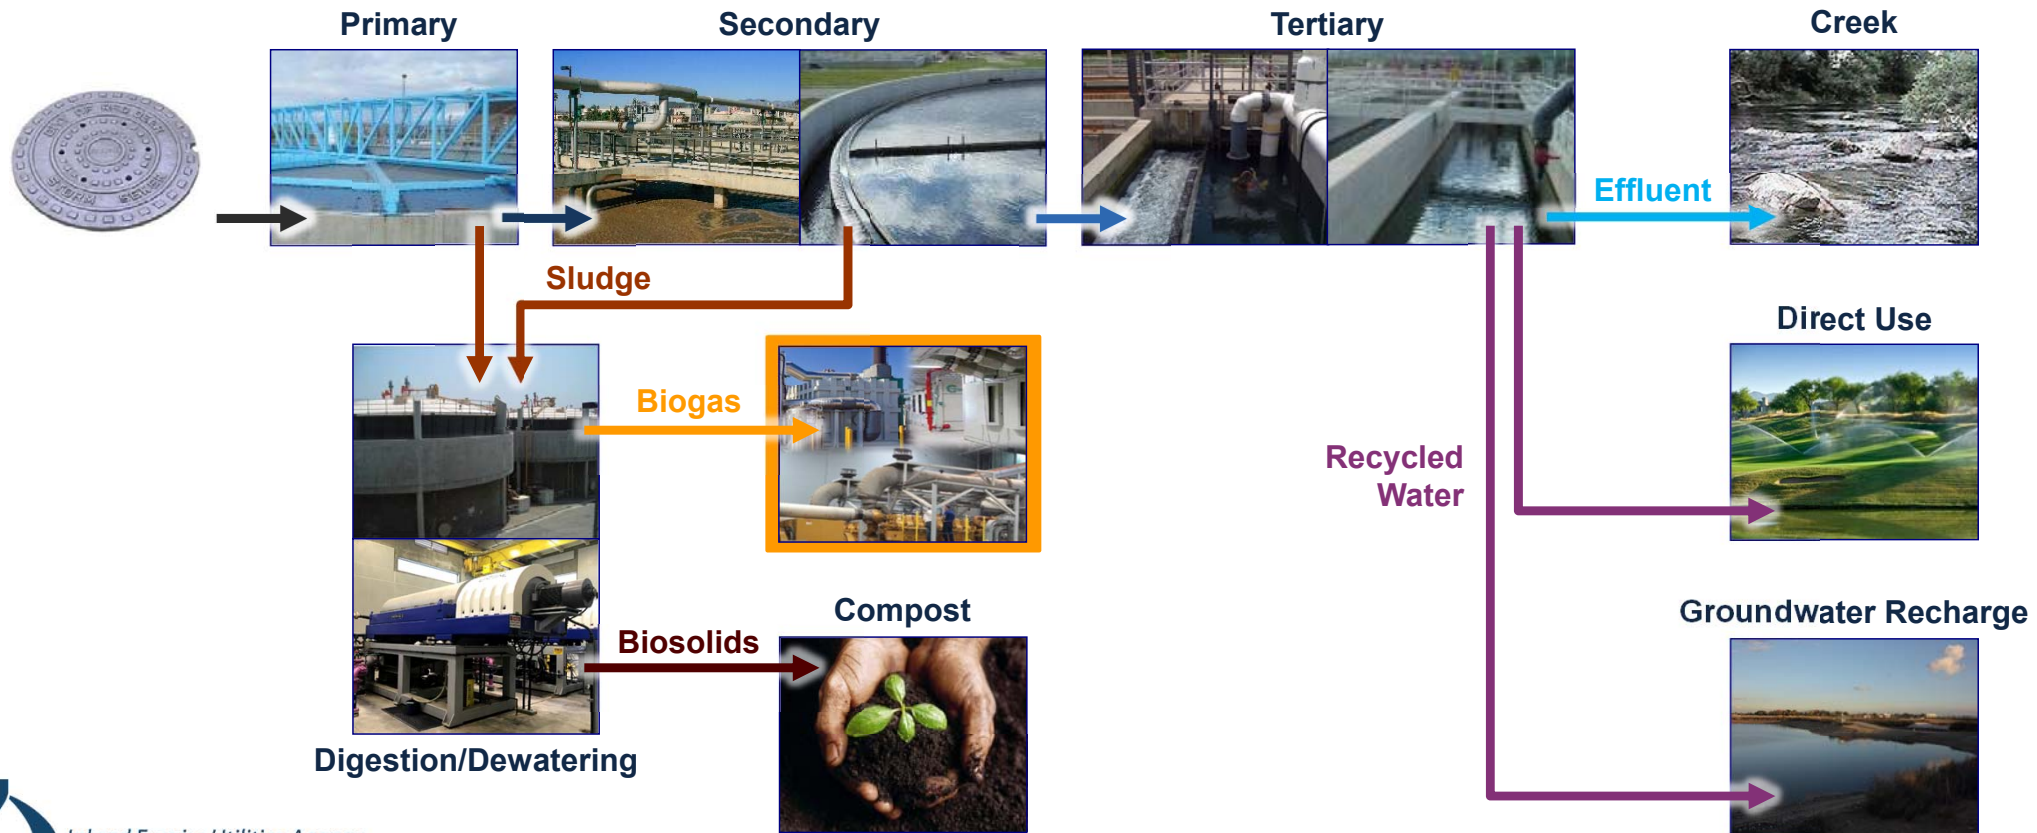 Primary
Secondary
Tertiary
Creek
Effluent
Sludge
Direct Use
Biogas
Recycled
Water
Compost
Groundwater Recharge
Biosolids
Digestion/Dewatering